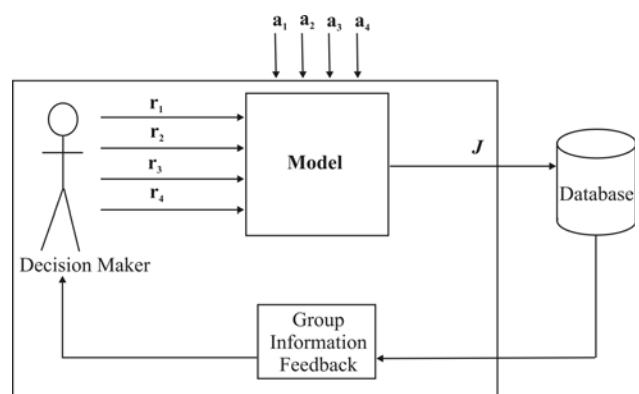 a₁ a₂ a₃ a₄
r₁
r₂
r₃
r₄
Model
J
Database
Decision Maker
Group
Information
Feedback